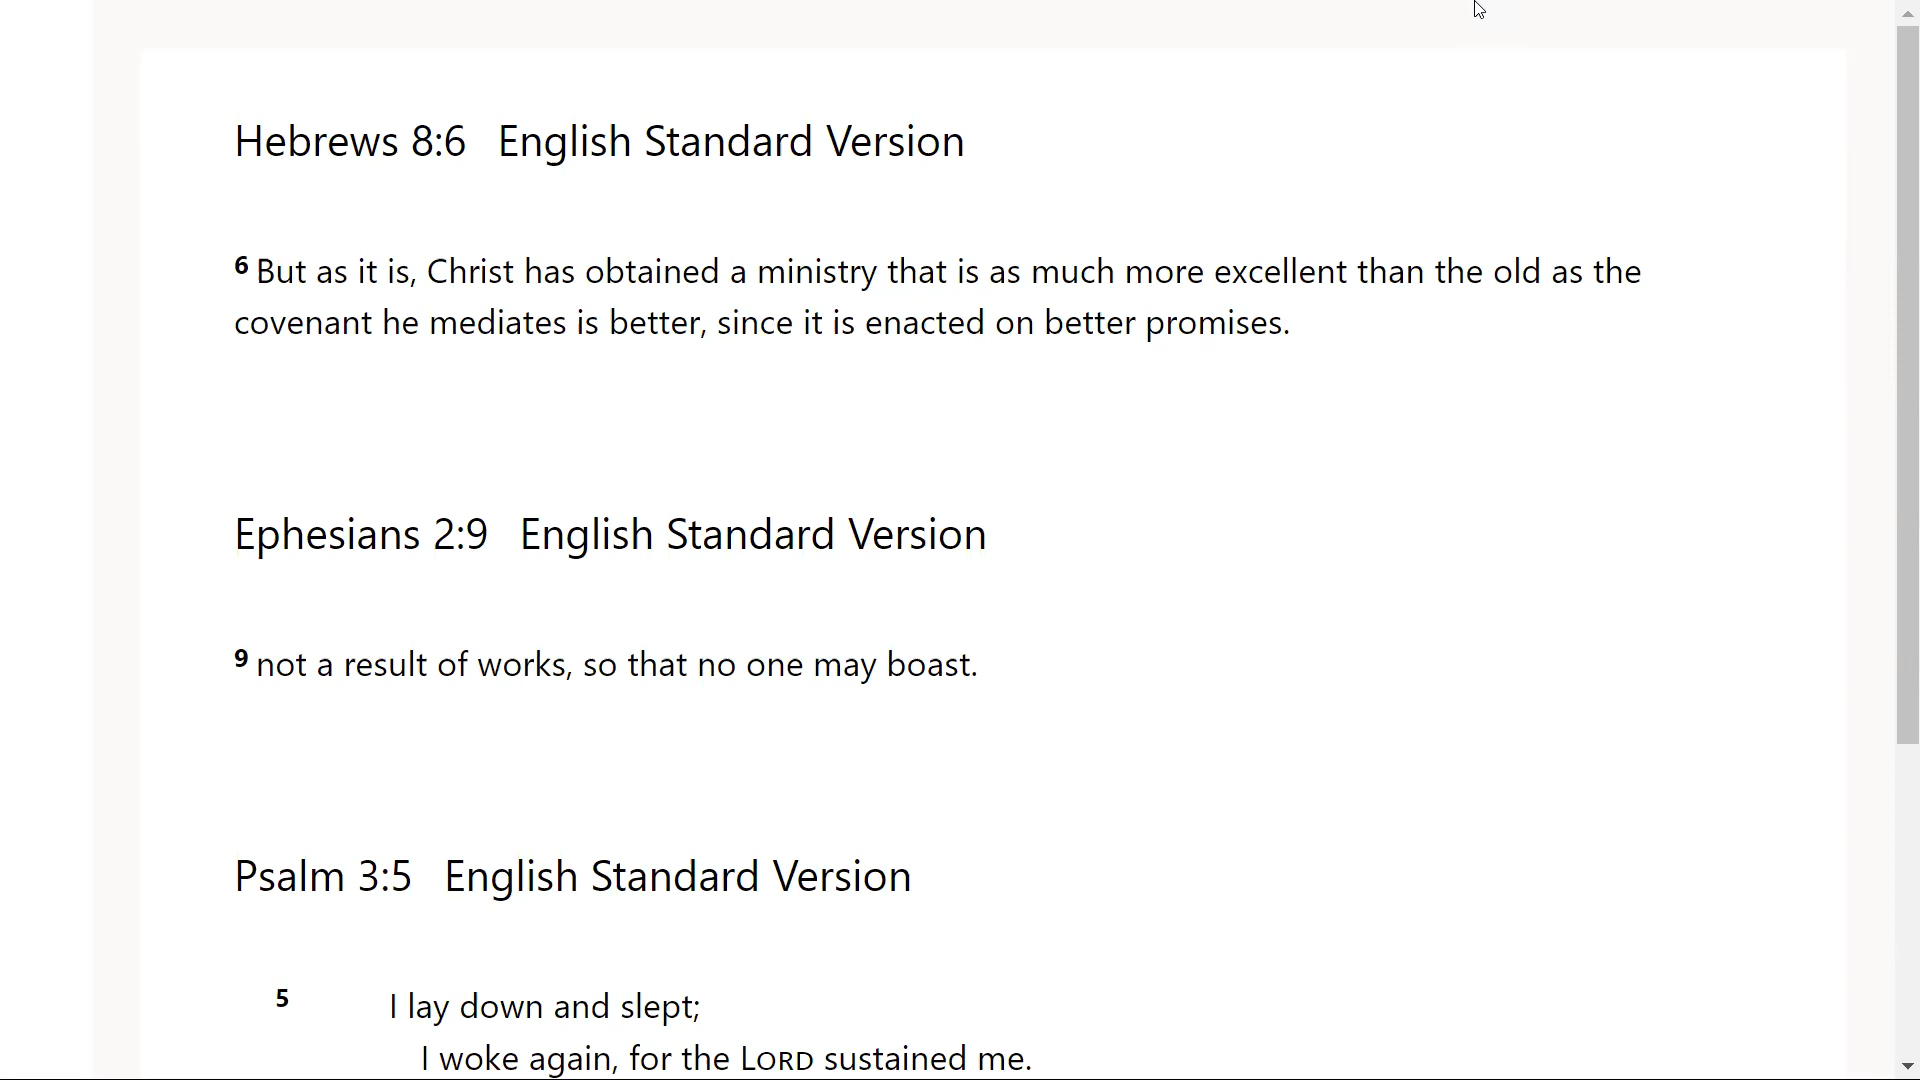 Hebrews 8:6 English Standard Version
6 But as it is, Christ has obtained a ministry that is as much more excellent than the old as the
covenant he mediates is better, since it is enacted on better promises.
Ephesians 2:9 English Standard Version
9 not a result of works, so that no one may boast.
Psalm 3:5 English Standard Version
5 I lay down and slept;
I woke again, for the LORD sustained me.